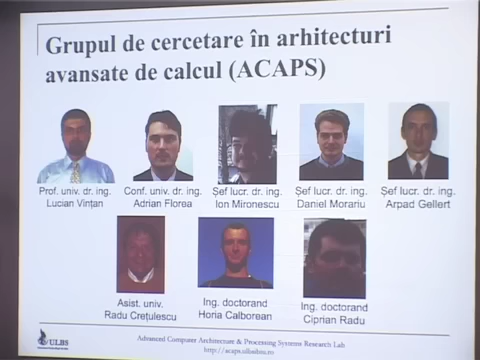 Grupul de cercetare în arhitecturi
avansate de calcul (ACAPS)
Prof. univ. dr. ing.
Lucian Vințan
Conf. univ. dr. ing.
Adrian Florea
Șef lucr. dr. ing.
Ion Mironescu
Șef lucr. dr. ing.
Daniel Morariu
Șef lucr. dr. ing.
Arpad Gellert
Asist. univ.
Radu Crețulescu
Ing. doctorand
Horia Calborean
Ing. doctorand
Ciprian Radu
ULBS
Advanced Computer Architecture & Processing Systems Research Lab
http://acaps.ulbsibiu.ro